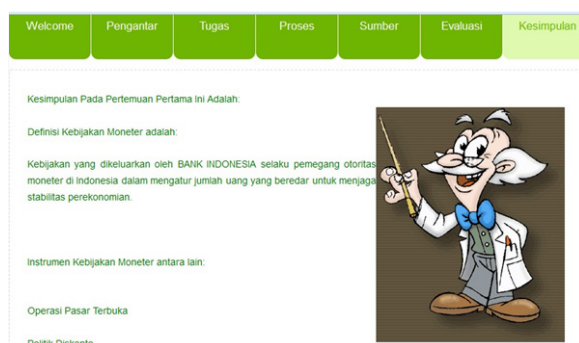 Welcome
Pengantar
Tugas
Proses
Sumber
Evaluasi
Kesimpulan
Kesimpulan Pada Pertemuan Pertama Ini Adalah:
Definisi Kebijakan Moneter adalah:
Kebijakan yang dikeluarkan oleh BANK INDONESIA selaku pemegang otoritas
moneter di Indonesia dalam mengatur jumlah uang yang beredar untuk menjaga
stabilitas perekonomian.
Instrumen Kebijakan Moneter antara lain:
Operasi Pasar Terbuka
Politik Diskonto